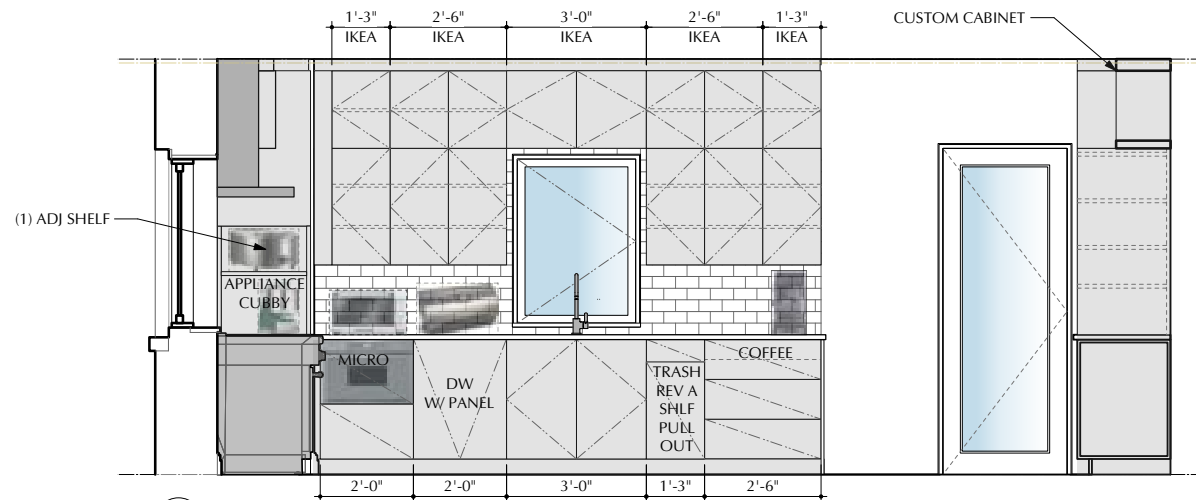 1'-3" 2'-6" 3'-0" 2'-6" 1'-3"
IKEA IKEA IKEA IKEA IKEA
CUSTOM CABINET
(1) ADJ SHELF
APPLIANCE
CUBBY
MICRO
DW
W/ PANEL
TRASH
REV A
SHLF
PULL
OUT
COFFEE
2'-0" 2'-0" 3'-0" 1'-3" 2'-6"